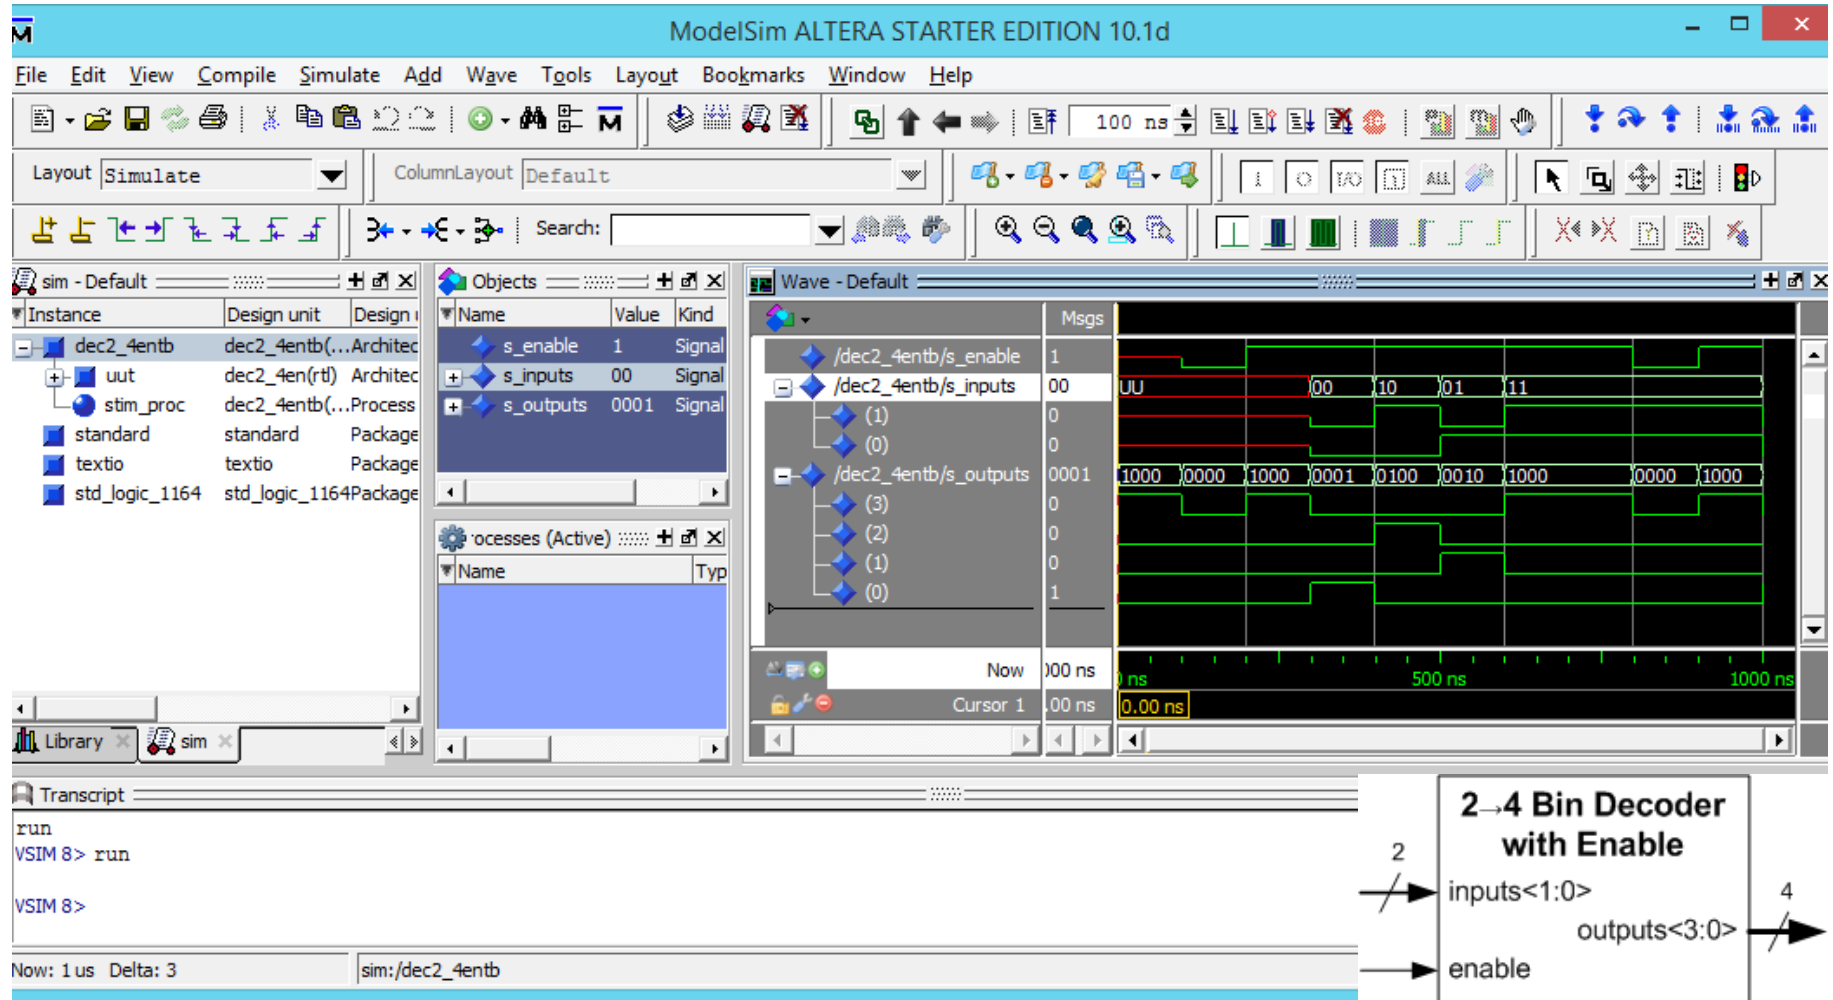 ModelSim ALTERA STARTER EDITION 10.1d
File Edit View Compile Simulate Add Wave Tools Layout Bookmarks Window Help
100 ns
Layout Simulate ColumnLayout Default
ALL
Search:
sim - Default
Instance Design unit Design
dec2_4entb dec2_4entb(... Architec
uut dec2_4en(rtl) Architec
stim_proc dec2_4entb(... Process
standard standard Package
textio textio Package
std_logic_1164 std_logic_1164 Package
Library sim
Objects
Name Value Kind
s_enable 1 Signal
s_inputs 00 Signal
s_outputs 0001 Signal
ocesses (Active)
Name Typ
Wave - Default
Msgs
/dec2_4entb/s_enable 1
/dec2_4entb/s_inputs 00 UU 00 10 01 11
(1) 0
(0) 0
/dec2_4entb/s_outputs 0001 1000 0000 1000 0001 0100 0010 1000 0000 1000
(3) 0
(2) 0
(1) 0
(0) 1
Now 000 ns ns 500 ns 1000 ns
Cursor 1 .00 ns 0.00 ns
Transcript
run
VSIM 8> run
VSIM 8>
Now: 1 us Delta: 3 sim:/dec2_4entb
2→4 Bin Decoder
with Enable
2
inputs<1:0>
4
outputs<3:0>
enable